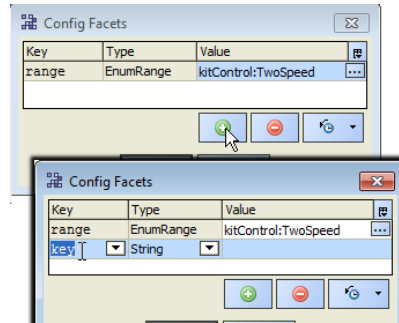 Config Facets
Key Type Value
range EnumRange kitControl:TwoSpeed ...
Config Facets
Key Type Value
range EnumRange kitControl:TwoSpeed ...
key String